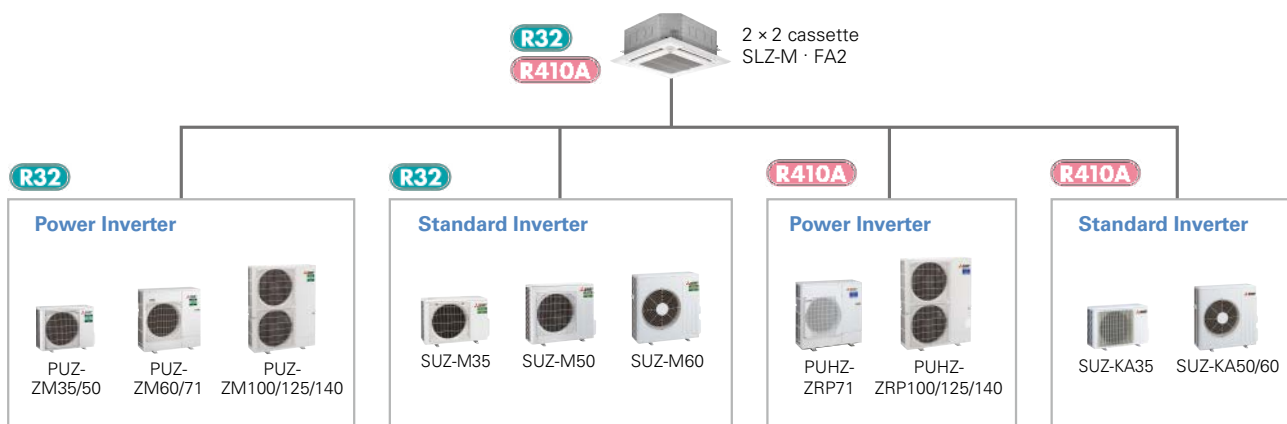 R32
R410A
2 × 2 cassette
SLZ-M · FA2
R32
Power Inverter
PUZ-
ZM35/50
PUZ-
ZM60/71
PUZ-
ZM100/125/140
R32
Standard Inverter
SUZ-M35
SUZ-M50
SUZ-M60
R410A
Power Inverter
PUHZ-
ZRP71
PUHZ-
ZRP100/125/140
R410A
Standard Inverter
SUZ-KA35
SUZ-KA50/60